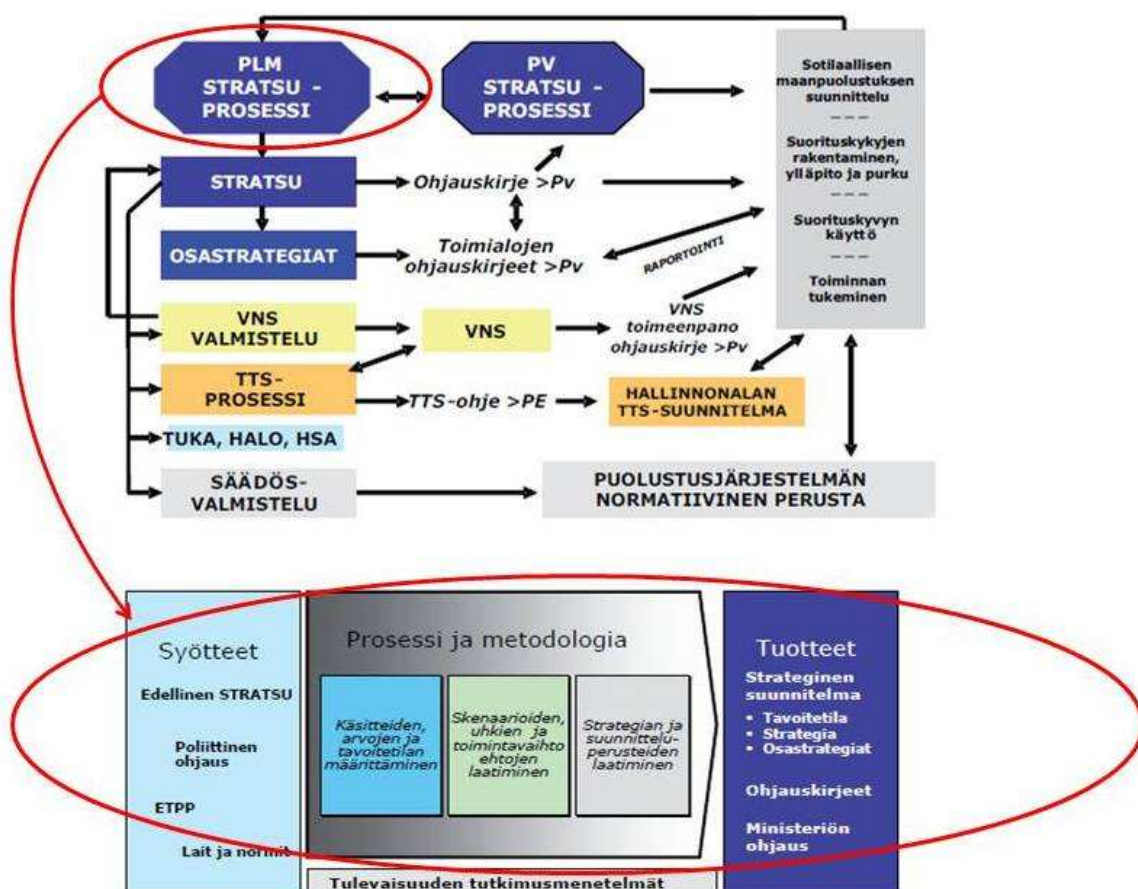 PLM
STRATSU -
PROSESSI
PV
STRATSU -
PROSESSI
Sotilaallisen
maanpuolustuksen
suunnittelu
– – –
Suorituskykyjen
rakentaminen,
ylläpito ja purku
– – –
Suorituskyvyn
käyttö
– – –
Toiminnan
tukeminen
STRATSU
Ohjauskirje >Pv
OSASTRATEGIAT
Toimialojen
ohjauskirjeet >Pv
RAPORTOINTI
VNS
VALMISTELU
VNS
VNS
toimeenpano
ohjauskirje >Pv
TTS-
PROSESSI
TTS-ohje >PE
HALLINNONALAN
TTS-SUUNNITELMA
TUKA, HALO, HSA
SÄÄDÖS-
VALMISTELU
PUOLUSTUSJÄRJESTELMÄN
NORMATIIVINEN PERUSTA
Syötteet
Edellinen STRATSU
Poliittinen
ohjaus
ETPP
Lait ja normit
Prosessi ja metodologia
Käsitteiden,
arvojen ja
tavoitetilan
määrittäminen
Skenaarioiden,
uhkien ja
toimintavaihto
ehtojen
laatiminen
Strategian ja
suunnittelu-
perusteiden
laatiminen
Tulevaisuuden tutkimusmenetelmät
Tuotteet
Strateginen
suunnitelma
• Tavoitetila
• Strategia
• Osastrategiat
Ohjauskirjeet
Ministeriön
ohjaus